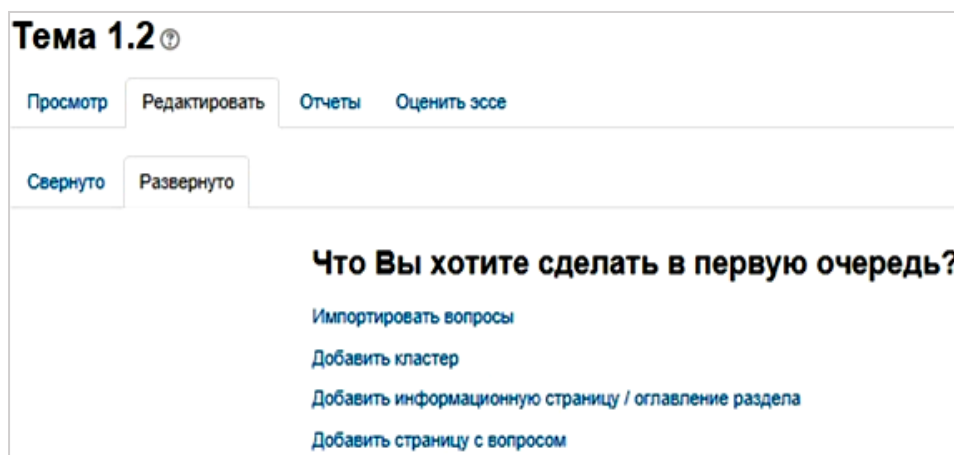 Тема 1.2
Просмотр Редактировать Отчеты Оценить эссе
Свернуто Развернуто
Что Вы хотите сделать в первую очередь?
Импортировать вопросы
Добавить кластер
Добавить информационную страницу / оглавление раздела
Добавить страницу с вопросом